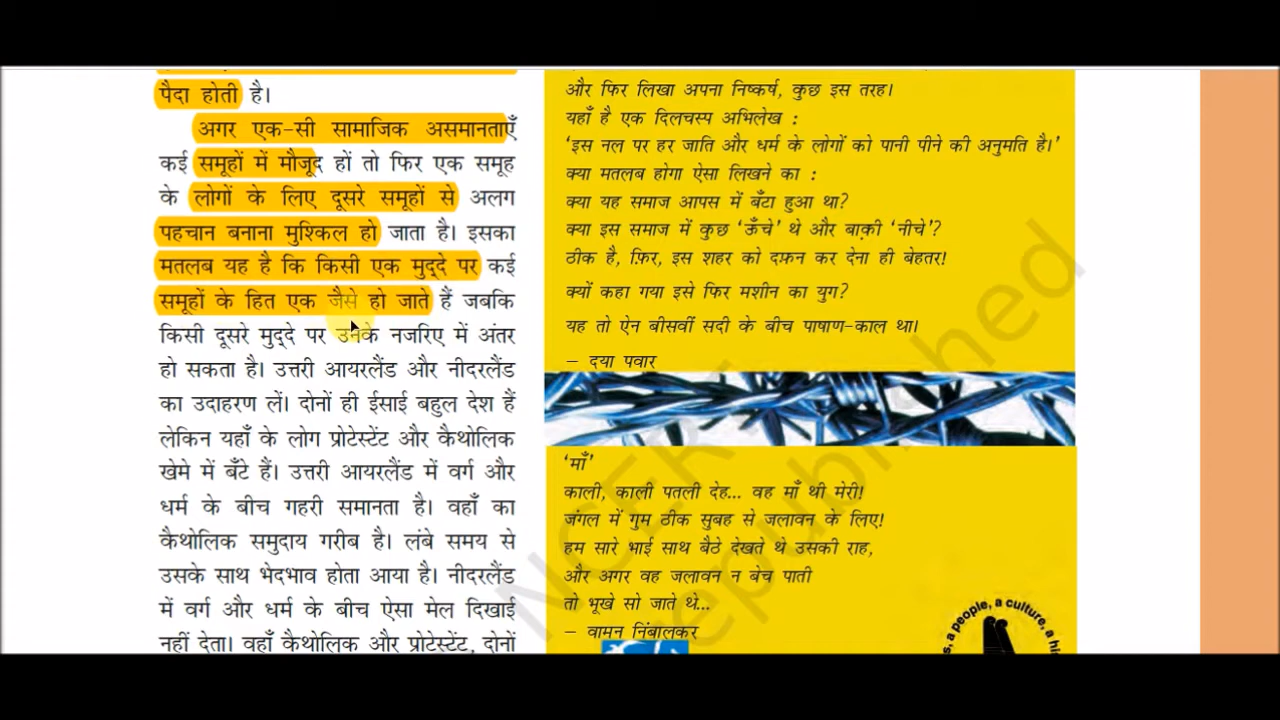 पैदा होती है।
अगर एक-सी सामाजिक असमानताएँ
कई समूहों में मौजूद हों तो फिर एक समूह
के लोगों के लिए दूसरे समूहों से अलग
पहचान बनाना मुश्किल हो जाता है। इसका
मतलब यह है कि किसी एक मुद्दे पर कई
समूहों के हित एक जैसे हो जाते हैं जबकि
किसी दूसरे मुद्दे पर उनके नजरिए में अंतर
हो सकता है। उत्तरी आयरलैंड और नीदरलैंड
का उदाहरण लें। दोनों ही ईसाई बहुल देश हैं
लेकिन यहाँ के लोग प्रोटेस्टेंट और कैथोलिक
खेमे में बँटे हैं। उत्तरी आयरलैंड में वर्ग और
धर्म के बीच गहरी समानता है। वहाँ का
कैथोलिक समुदाय गरीब है। लंबे समय से
उसके साथ भेदभाव होता आया है। नीदरलैंड
में वर्ग और धर्म के बीच ऐसा मेल दिखाई
नहीं देता। वहाँ कैथोलिक और प्रोटेस्टेंट, दोनों
और फिर लिखा अपना निष्कर्ष, कुछ इस तरह।
यहाँ है एक दिलचस्प अभिलेख :
'इस नल पर हर जाति और धर्म के लोगों को पानी पीने की अनुमति है।'
क्या मतलब होगा ऐसा लिखने का :
क्या यह समाज आपस में बँटा हुआ था?
क्या इस समाज में कुछ 'ऊँचे' थे और बाक़ी 'नीचे'?
ठीक है, फ़िर, इस शहर को दफ़न कर देना ही बेहतर!
क्यों कहा गया इसे फिर मशीन का युग?
यह तो ऐन बीसवीं सदी के बीच पाषाण-काल था।
– दया पवार
'माँ'
काली, काली पतली देह... वह माँ थी मेरी!
जंगल में गुम ठीक सुबह से जलावन के लिए!
हम सारे भाई साथ बैठे देखते थे उसकी राह,
और अगर वह जलावन न बेच पाती
तो भूखे सो जाते थे...
– वामन निंबालकर
a people, a culture, a
NCERT
republished